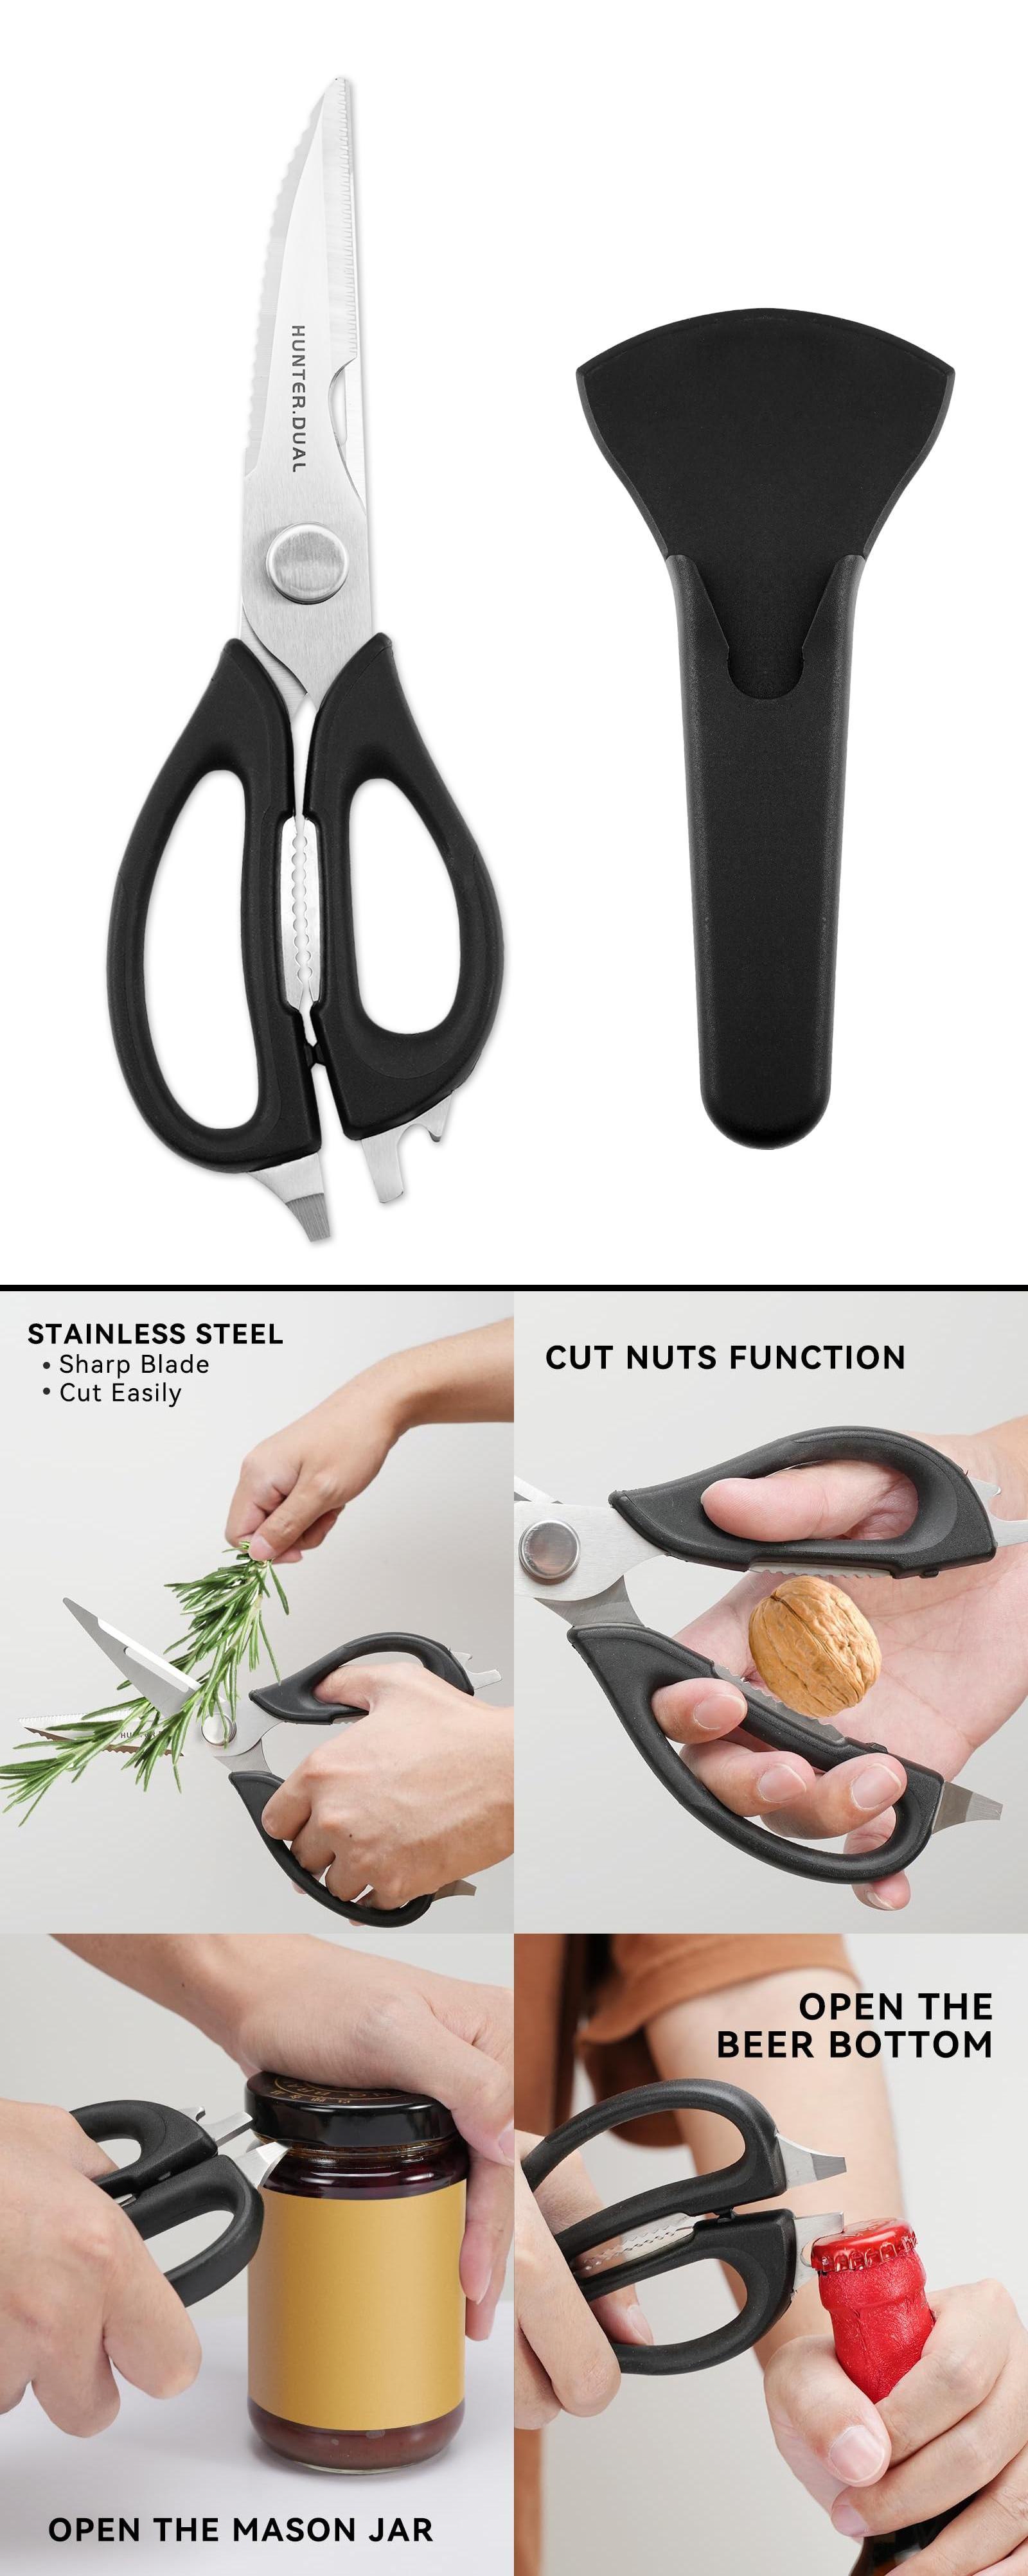 HUNTER.DUAL
STAINLESS STEEL
• Sharp Blade
• Cut Easily
CUT NUTS FUNCTION
OPEN THE
BEER BOTTOM
OPEN THE MASON JAR